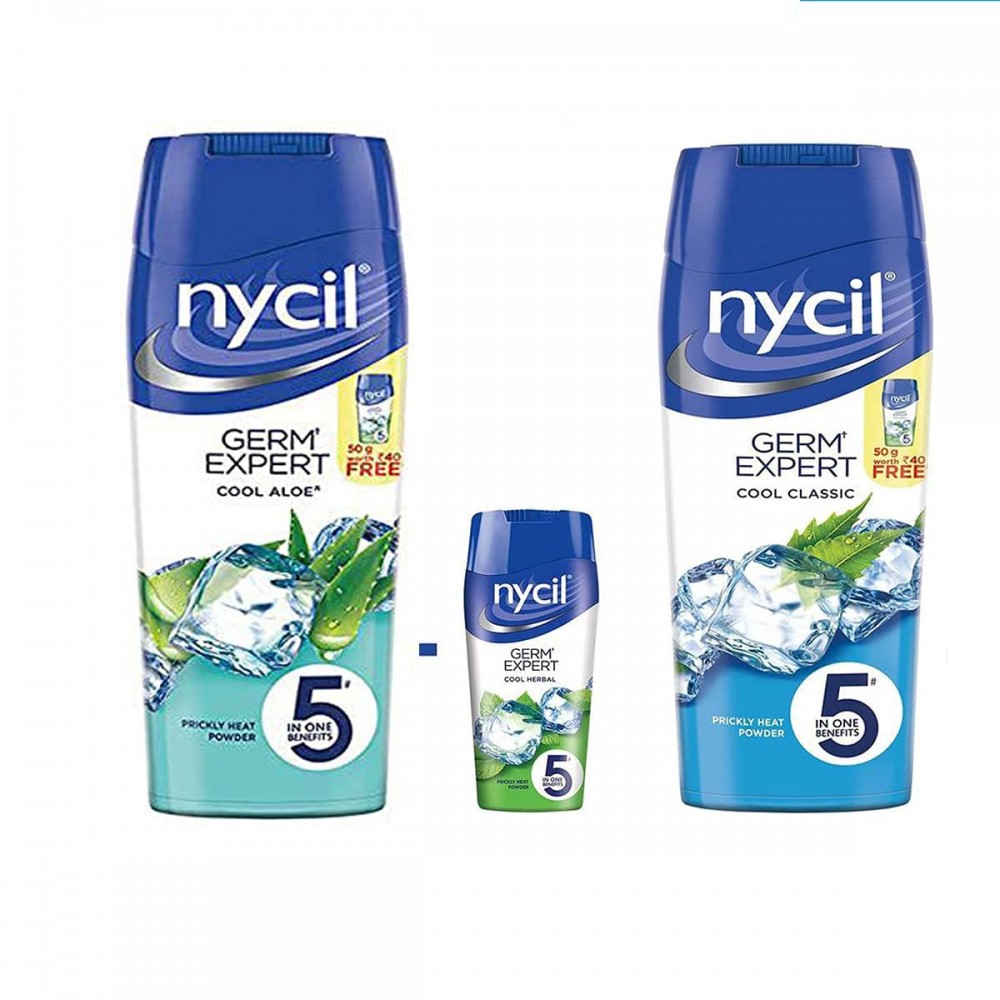 nycil®
50 g
worth ₹40
FREE
GERM†
EXPERT
COOL ALOE^
PRICKLY HEAT
POWDER
5#
IN ONE
BENEFITS
nycil®
GERM†
EXPERT
COOL HERBAL
PRICKLY HEAT
POWDER
5#
IN ONE
BENEFITS
nycil®
nycil
5
50 g
worth ₹40
FREE
GERM†
EXPERT
COOL CLASSIC
PRICKLY HEAT
POWDER
5#
IN ONE
BENEFITS